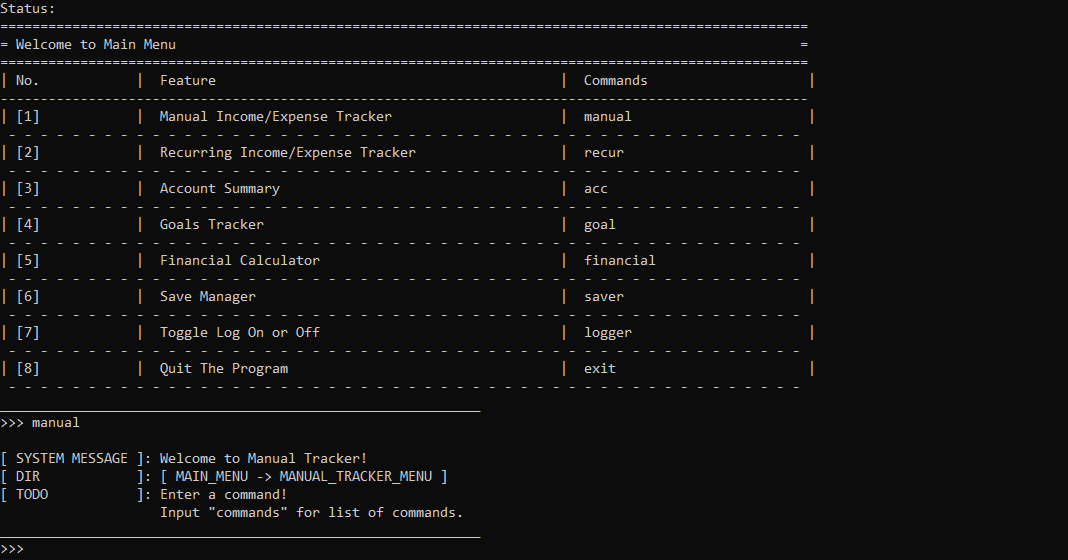 Status:
====================================================================================================
= Welcome to Main Menu =
====================================================================================================
| No. | Feature | Commands |
----------------------------------------------------------------------------------------------------
| [1] | Manual Income/Expense Tracker | manual |
- - - - - - - - - - - - - - - - - - - - - - - - - - - - - - - - - - - - - - - - - - - - - - - - - -
| [2] | Recurring Income/Expense Tracker | recur |
- - - - - - - - - - - - - - - - - - - - - - - - - - - - - - - - - - - - - - - - - - - - - - - - - -
| [3] | Account Summary | acc |
- - - - - - - - - - - - - - - - - - - - - - - - - - - - - - - - - - - - - - - - - - - - - - - - - -
| [4] | Goals Tracker | goal |
- - - - - - - - - - - - - - - - - - - - - - - - - - - - - - - - - - - - - - - - - - - - - - - - - -
| [5] | Financial Calculator | financial |
- - - - - - - - - - - - - - - - - - - - - - - - - - - - - - - - - - - - - - - - - - - - - - - - - -
| [6] | Save Manager | saver |
- - - - - - - - - - - - - - - - - - - - - - - - - - - - - - - - - - - - - - - - - - - - - - - - - -
| [7] | Toggle Log On or Off | logger |
- - - - - - - - - - - - - - - - - - - - - - - - - - - - - - - - - - - - - - - - - - - - - - - - - -
| [8] | Quit The Program | exit |
- - - - - - - - - - - - - - - - - - - - - - - - - - - - - - - - - - - - - - - - - - - - - - - - - -
____________________________________________________________
>>> manual
[ SYSTEM MESSAGE ]: Welcome to Manual Tracker!
[ DIR ]: [ MAIN_MENU -> MANUAL_TRACKER_MENU ]
[ TODO ]: Enter a command!
Input "commands" for list of commands.
____________________________________________________________
>>>